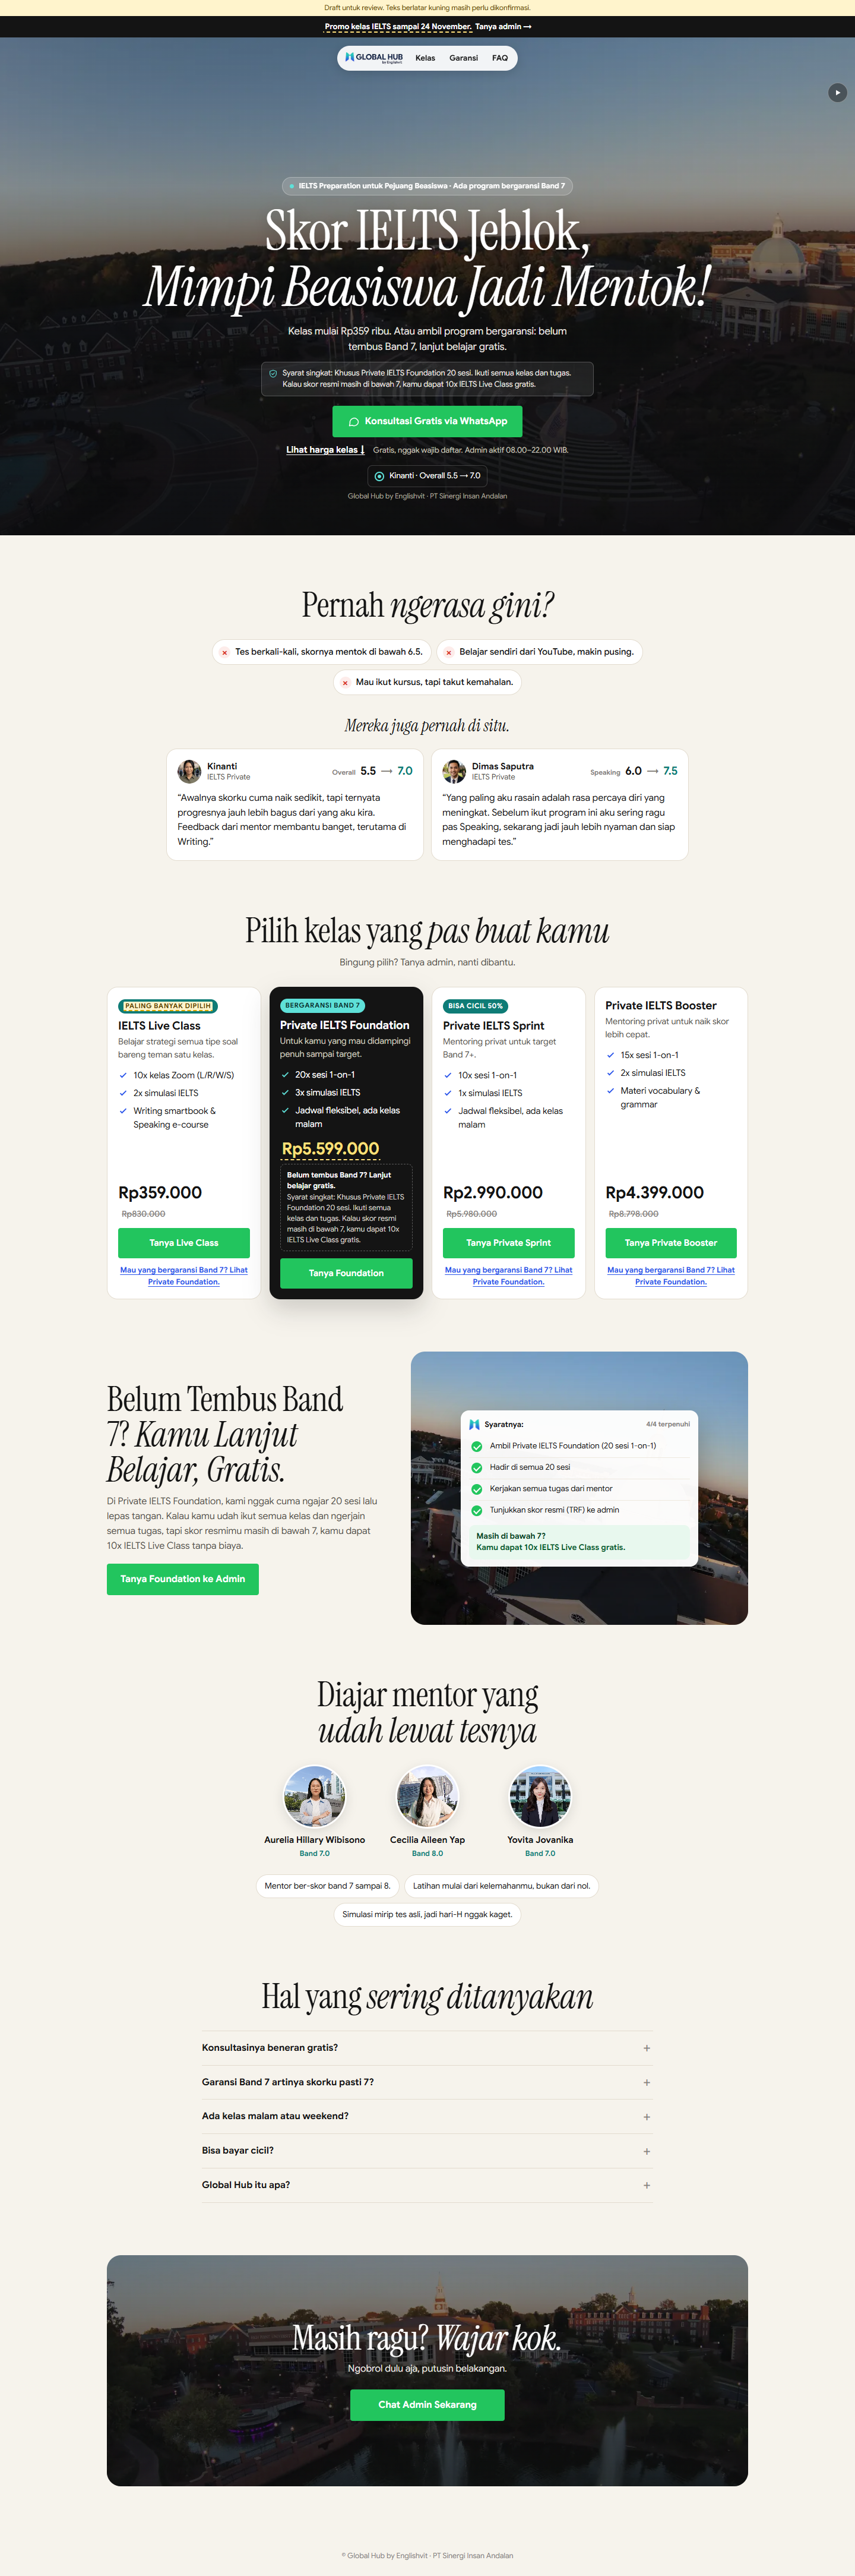 Draft untuk review. Teks berlatar kuning masih perlu dikonfirmasi.
Promo kelas IELTS sampai 24 November. Tanya admin →
GLOBAL HUB
by Englishvit
Kelas
Garansi
FAQ
IELTS Preparation untuk Pejuang Beasiswa · Ada program bergaransi Band 7
Skor IELTS Jeblok,
Mimpi Beasiswa Jadi Mentok!
Kelas mulai Rp359 ribu. Atau ambil program bergaransi: belum
tembus Band 7, lanjut belajar gratis.
Syarat singkat: Khusus Private IELTS Foundation 20 sesi. Ikuti semua kelas dan tugas.
Kalau skor resmi masih di bawah 7, kamu dapat 10x IELTS Live Class gratis.
Konsultasi Gratis via WhatsApp
Lihat harga kelas ↓
Gratis, nggak wajib daftar. Admin aktif 08.00–22.00 WIB.
Kinanti · Overall 5.5 → 7.0
Global Hub by Englishvit · PT Sinergi Insan Andalan
Pernah ngerasa gini?
Tes berkali-kali, skornya mentok di bawah 6.5.
Belajar sendiri dari YouTube, makin pusing.
Mau ikut kursus, tapi takut kemahalan.
Mereka juga pernah di situ.
Kinanti
IELTS Private
Overall 5.5 → 7.0
“Awalnya skorku cuma naik sedikit, tapi ternyata
progresnya jauh lebih bagus dari yang aku kira.
Feedback dari mentor membantu banget, terutama di
Writing.”
Dimas Saputra
IELTS Private
Speaking 6.0 → 7.5
“Yang paling aku rasain adalah rasa percaya diri yang
meningkat. Sebelum ikut program ini aku sering ragu
pas Speaking, sekarang jadi jauh lebih nyaman dan siap
menghadapi tes.”
Pilih kelas yang pas buat kamu
Bingung pilih? Tanya admin, nanti dibantu.
PALING BANYAK DIPILIH
IELTS Live Class
Belajar strategi semua tipe soal
bareng teman satu kelas.
10x kelas Zoom (L/R/W/S)
2x simulasi IELTS
Writing smartbook &
Speaking e-course
Rp359.000
Rp830.000
Tanya Live Class
Mau yang bergaransi Band 7? Lihat
Private Foundation.
BERGARANSI BAND 7
Private IELTS Foundation
Untuk kamu yang mau didampingi
penuh sampai target.
20x sesi 1-on-1
3x simulasi IELTS
Jadwal fleksibel, ada kelas
malam
Rp5.599.000
Belum tembus Band 7? Lanjut
belajar gratis.
Syarat singkat: Khusus Private IELTS
Foundation 20 sesi. Ikuti semua
kelas dan tugas. Kalau skor resmi
masih di bawah 7, kamu dapat 10x
IELTS Live Class gratis.
Tanya Foundation
BISA CICIL 50%
Private IELTS Sprint
Mentoring privat untuk target
Band 7+.
10x sesi 1-on-1
1x simulasi IELTS
Jadwal fleksibel, ada kelas
malam
Rp2.990.000
Rp5.980.000
Tanya Private Sprint
Mau yang bergaransi Band 7? Lihat
Private Foundation.
Private IELTS Booster
Mentoring privat untuk naik skor
lebih cepat.
15x sesi 1-on-1
2x simulasi IELTS
Materi vocabulary &
grammar
Rp4.399.000
Rp8.798.000
Tanya Private Booster
Mau yang bergaransi Band 7? Lihat
Private Foundation.
Belum Tembus Band
7? Kamu Lanjut
Belajar, Gratis.
Di Private IELTS Foundation, kami nggak cuma ngajar 20 sesi lalu
lepas tangan. Kalau kamu udah ikut semua kelas dan ngerjain
semua tugas, tapi skor resmimu masih di bawah 7, kamu dapat
10x IELTS Live Class tanpa biaya.
Tanya Foundation ke Admin
Syaratnya:
4/4 terpenuhi
Ambil Private IELTS Foundation (20 sesi 1-on-1)
Hadir di semua 20 sesi
Kerjakan semua tugas dari mentor
Tunjukkan skor resmi (TRF) ke admin
Masih di bawah 7?
Kamu dapat 10x IELTS Live Class gratis.
Diajar mentor yang
udah lewat tesnya
Aurelia Hillary Wibisono
Band 7.0
Cecilia Aileen Yap
Band 8.0
Yovita Jovanika
Band 7.0
Mentor ber-skor band 7 sampai 8.
Latihan mulai dari kelemahanmu, bukan dari nol.
Simulasi mirip tes asli, jadi hari-H nggak kaget.
Hal yang sering ditanyakan
Konsultasinya beneran gratis?
Garansi Band 7 artinya skorku pasti 7?
Ada kelas malam atau weekend?
Bisa bayar cicil?
Global Hub itu apa?
Masih ragu? Wajar kok.
Ngobrol dulu aja, putusin belakangan.
Chat Admin Sekarang
© Global Hub by Englishvit · PT Sinergi Insan Andalan